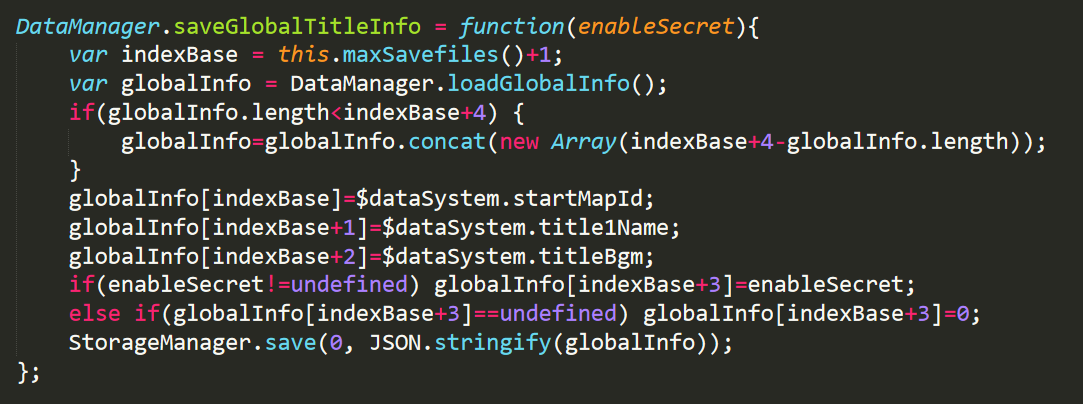 DataManager.saveGlobalTitleInfo = function(enableSecret){
    var indexBase = this.maxSavefiles()+1;
    var globalInfo = DataManager.loadGlobalInfo();
    if(globalInfo.length<indexBase+4) {
        globalInfo=globalInfo.concat(new Array(indexBase+4-globalInfo.length));
    }
    globalInfo[indexBase]=$dataSystem.startMapId;
    globalInfo[indexBase+1]=$dataSystem.title1Name;
    globalInfo[indexBase+2]=$dataSystem.titleBgm;
    if(enableSecret!=undefined) globalInfo[indexBase+3]=enableSecret;
    else if(globalInfo[indexBase+3]==undefined) globalInfo[indexBase+3]=0;
    StorageManager.save(0, JSON.stringify(globalInfo));
};